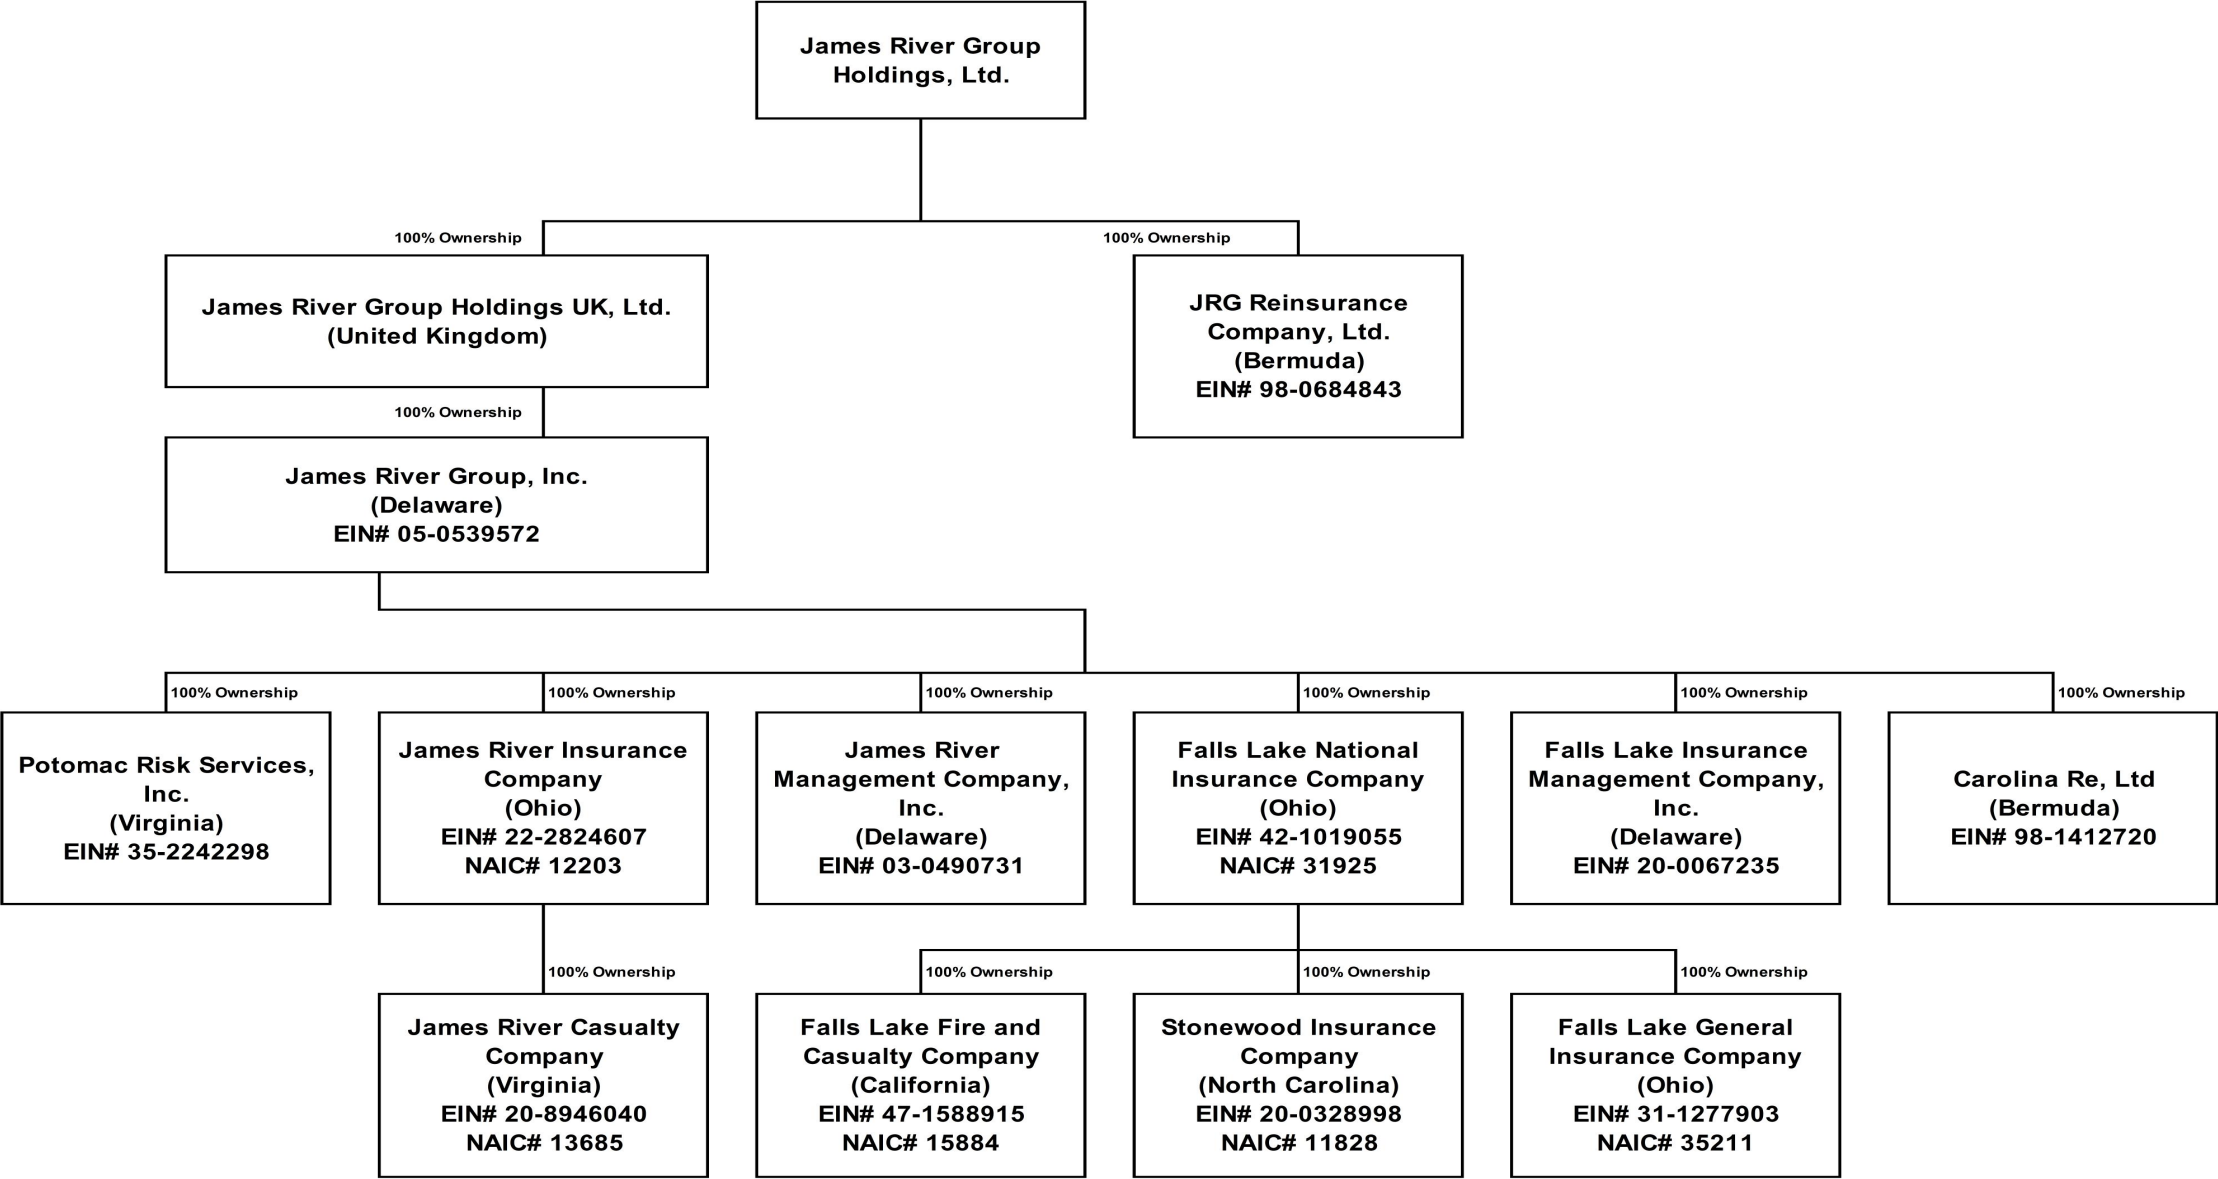 James River Group
Holdings, Ltd.
100% Ownership
100% Ownership
James River Group Holdings UK, Ltd.
(United Kingdom)
JRG Reinsurance
Company, Ltd.
(Bermuda)
EIN# 98-0684843
100% Ownership
James River Group, Inc.
(Delaware)
EIN# 05-0539572
100% Ownership
100% Ownership
100% Ownership
100% Ownership
100% Ownership
100% Ownership
Potomac Risk Services,
Inc.
(Virginia)
EIN# 35-2242298
James River Insurance
Company
(Ohio)
EIN# 22-2824607
NAIC# 12203
James River
Management Company,
Inc.
(Delaware)
EIN# 03-0490731
Falls Lake National
Insurance Company
(Ohio)
EIN# 42-1019055
NAIC# 31925
Falls Lake Insurance
Management Company,
Inc.
(Delaware)
EIN# 20-0067235
Carolina Re, Ltd
(Bermuda)
EIN# 98-1412720
100% Ownership
100% Ownership
100% Ownership
100% Ownership
James River Casualty
Company
(Virginia)
EIN# 20-8946040
NAIC# 13685
Falls Lake Fire and
Casualty Company
(California)
EIN# 47-1588915
NAIC# 15884
Stonewood Insurance
Company
(North Carolina)
EIN# 20-0328998
NAIC# 11828
Falls Lake General
Insurance Company
(Ohio)
EIN# 31-1277903
NAIC# 35211